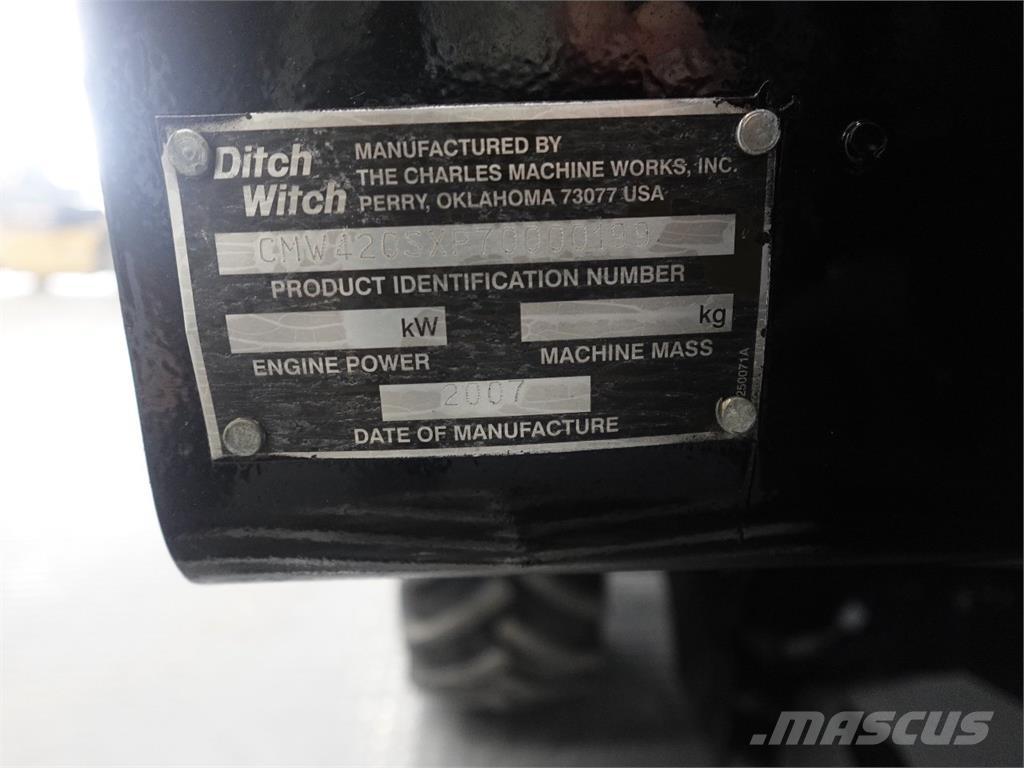 Ditch Witch
MANUFACTURED BY
THE CHARLES MACHINE WORKS, INC.
PERRY, OKLAHOMA 73077 USA
CMW420SXP70000199
PRODUCT IDENTIFICATION NUMBER
kW
kg
ENGINE POWER
MACHINE MASS
2007
DATE OF MANUFACTURE
250071A
MASCUS